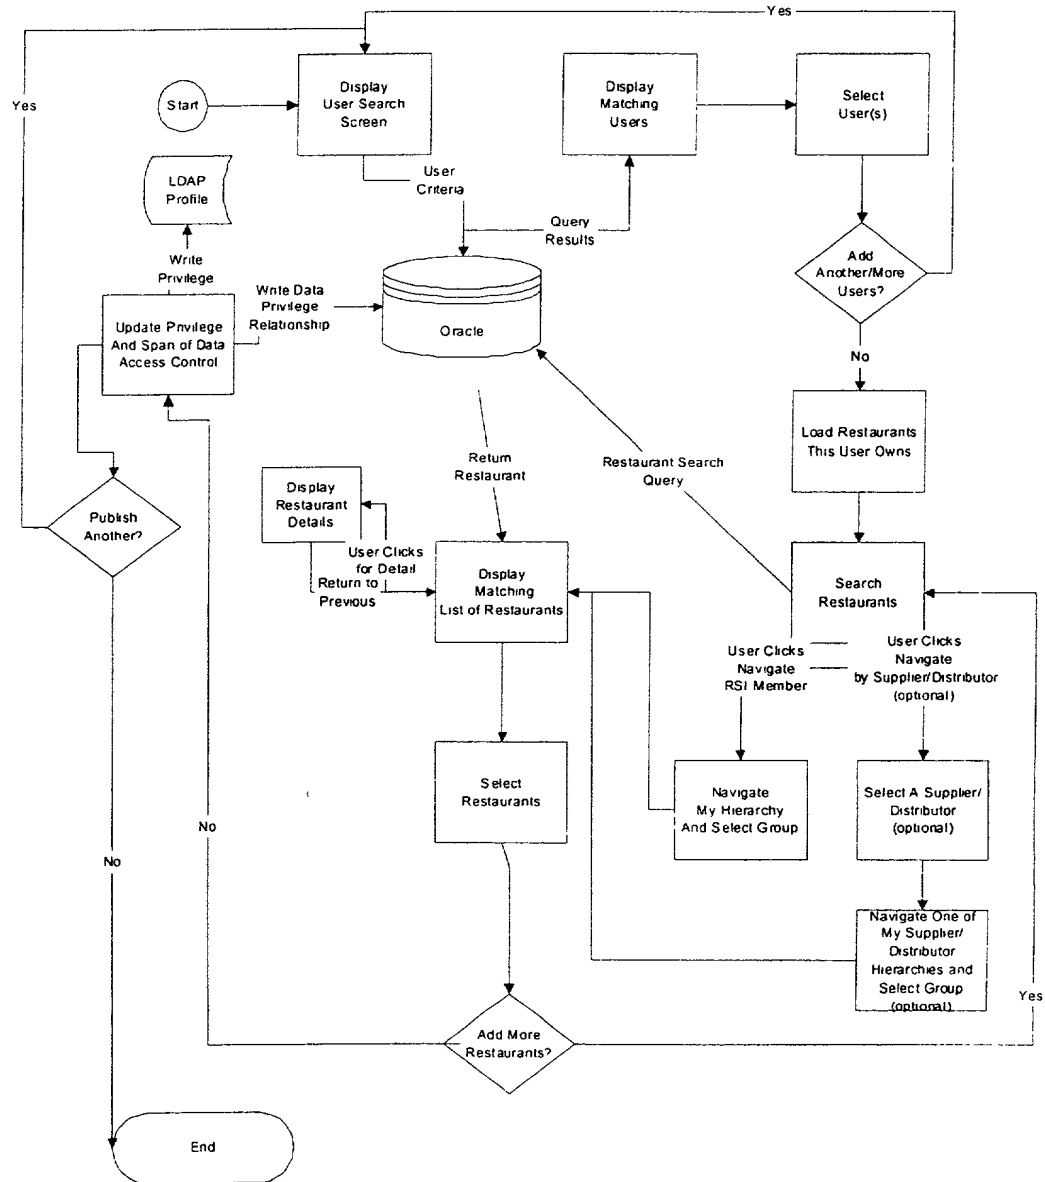 Yes
Yes
Start
Display
User Search
Screen
Display
Matching
Users
Select
User(s)
User
Criteria
LDAP
Profile
Query
Results
Write
Privilege
Add
Another/More
Users?
Write Data
Privilege
Relationship
Oracle
Update Privilege
And Span of Data
Access Control
No
Load Restaurants
This User Owns
Return
Restaurant
Restaurant Search
Query
Display
Restaurant
Details
Publish
Another?
User Clicks
for Detail
Return to
Previous
Display
Matching
List of Restaurants
Search
Restaurants
User Clicks
Navigate
RSI Member
User Clicks
Navigate
by Supplier/Distributor
(optional)
Select
Restaurants
Navigate
My Hierarchy
And Select Group
Select A Supplier/
Distributor
(optional)
No
No
Navigate One of
My Supplier/
Distributor
Hierarchies and
Select Group
(optional)
Yes
Add More
Restaurants?
End